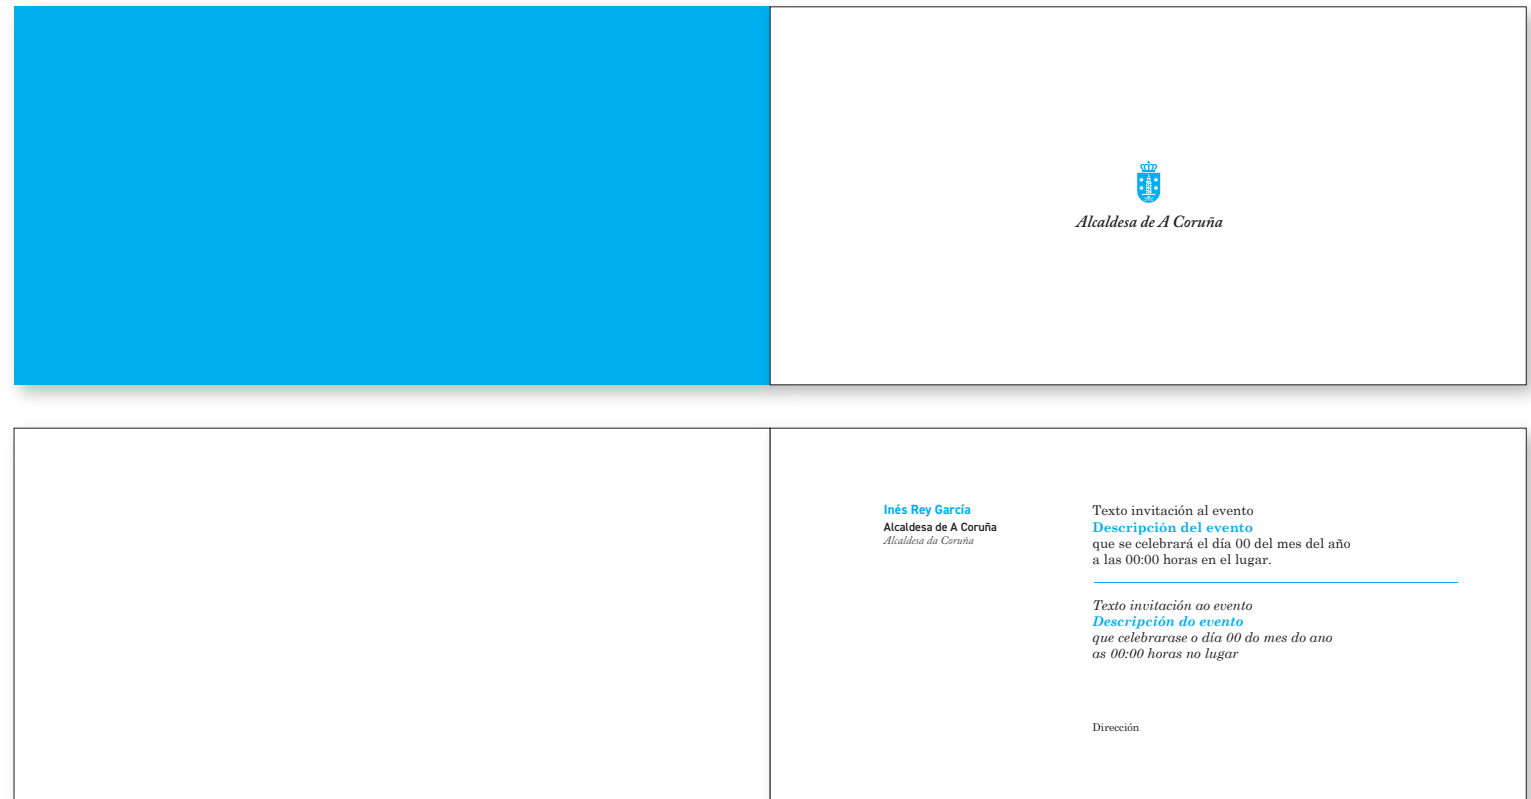 Alcaldesa de A Coruña
Inés Rey García
Alcaldesa de A Coruña
Alcaldesa da Coruña
Texto invitación al evento
Descripción del evento
que se celebrará el día 00 del mes del año
a las 00:00 horas en el lugar.
Texto invitación ao evento
Descripción do evento
que celebrarase o día 00 do mes do ano
as 00:00 horas no lugar
Dirección